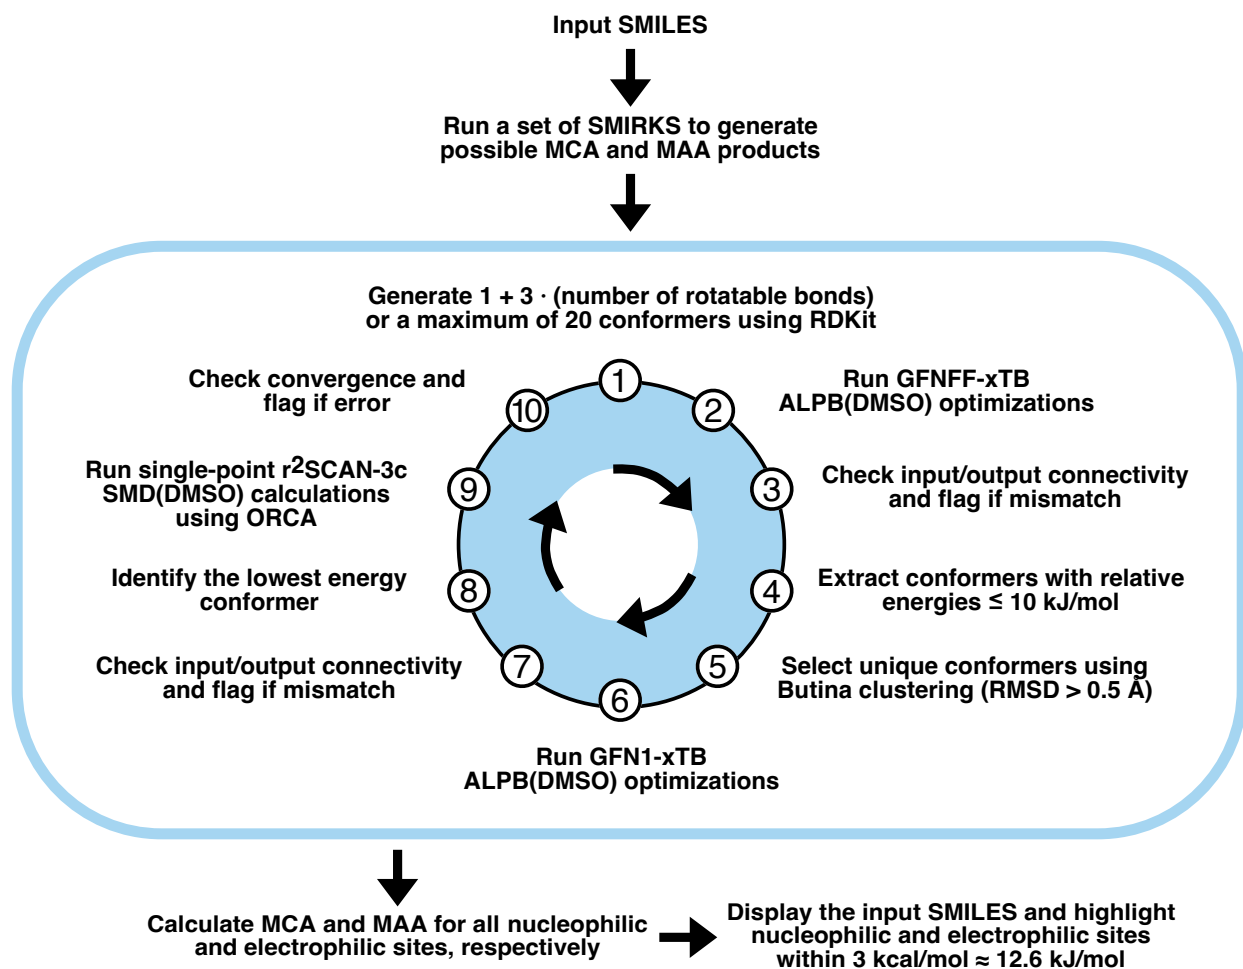 Input SMILES
Run a set of SMIRKS to generate
possible MCA and MAA products
Generate 1 + 3 · (number of rotatable bonds)
or a maximum of 20 conformers using RDKit
1
Run GFNFF-xTB
ALPB(DMSO) optimizations
2
Check input/output connectivity
and flag if mismatch
3
Extract conformers with relative
energies ≤ 10 kJ/mol
4
Select unique conformers using
Butina clustering (RMSD > 0.5 Å)
5
6
Run GFN1-xTB
ALPB(DMSO) optimizations
7
Check input/output connectivity
and flag if mismatch
8
Identify the lowest energy
conformer
9
Run single-point r²SCAN-3c
SMD(DMSO) calculations
using ORCA
10
Check convergence and
flag if error
Calculate MCA and MAA for all nucleophilic
and electrophilic sites, respectively
Display the input SMILES and highlight
nucleophilic and electrophilic sites
within 3 kcal/mol ≈ 12.6 kJ/mol